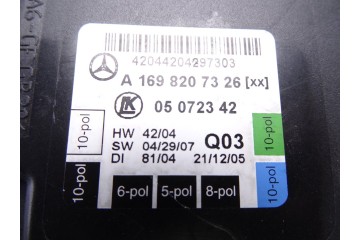 42044204297303
A 169 820 73 26 [xx]
LK 05 0723 42
HW 42/04
SW 04/29/07 Q03
DI 81/04 21/12/05
10-pol
10-pol
10-pol
10-pol
6-pol 5-pol 8-pol